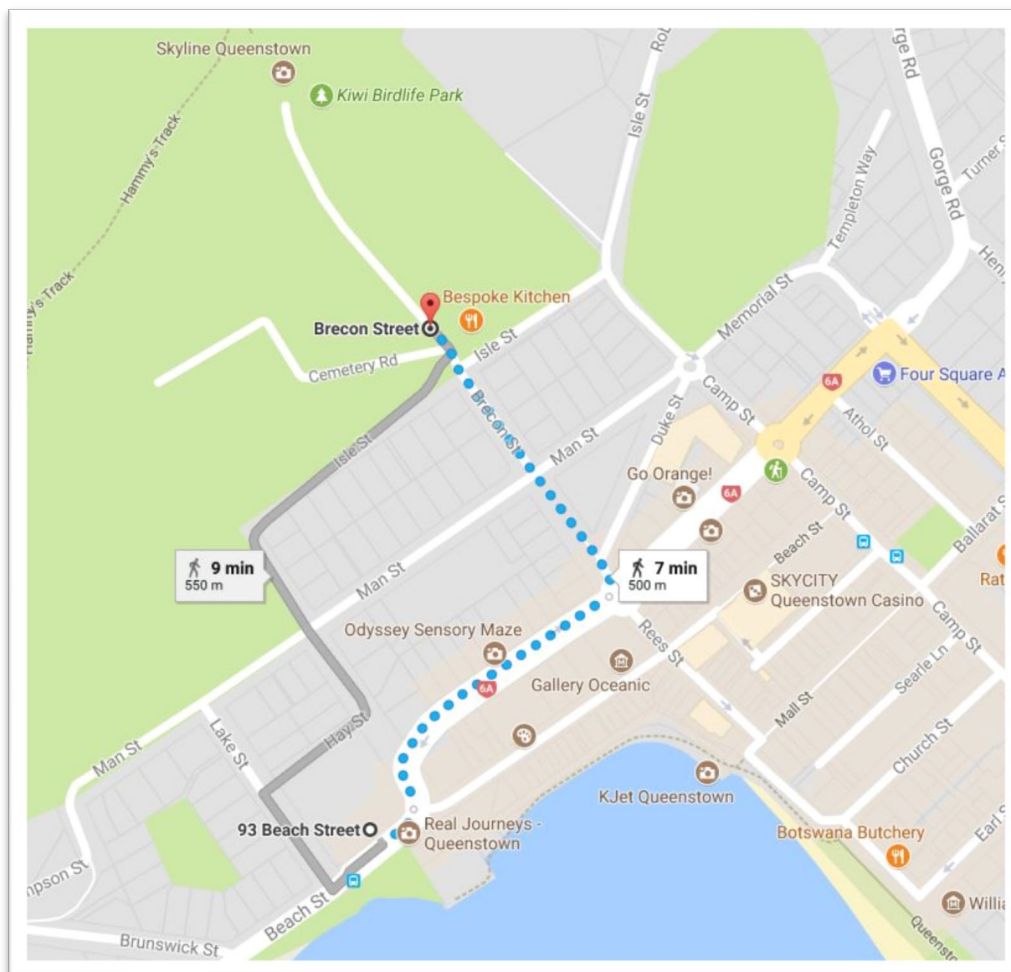 Skyline Queenstown
Kiwi Birdlife Park
Hammy's Track
Hammy's Track
Isle St
Gorge Rd
Gorge Rd
Templeton Way
Bespoke Kitchen
Brecon Street
Isle St
Cemetery Rd
Memorial St
6A
Four Square A
Brecon St
Duke St
Camp St
Athol St
Isle St
Man St
Go Orange!
6A
Camp St
Beach St
Ballarat S
9 min
550 m
7 min
500 m
Man St
SKYCITY
Queenstown Casino
Rat
Camp St
Odyssey Sensory Maze
Rees St
6A
Gallery Oceanic
Searle Ln
Mall St
Hay St
Lake St
Man St
Church St
KJet Queenstown
93 Beach Street
Real Journeys -
Queenstown
Botswana Butchery
Earl S
mpson St
Beach St
Willia
Brunswick St
Queensto